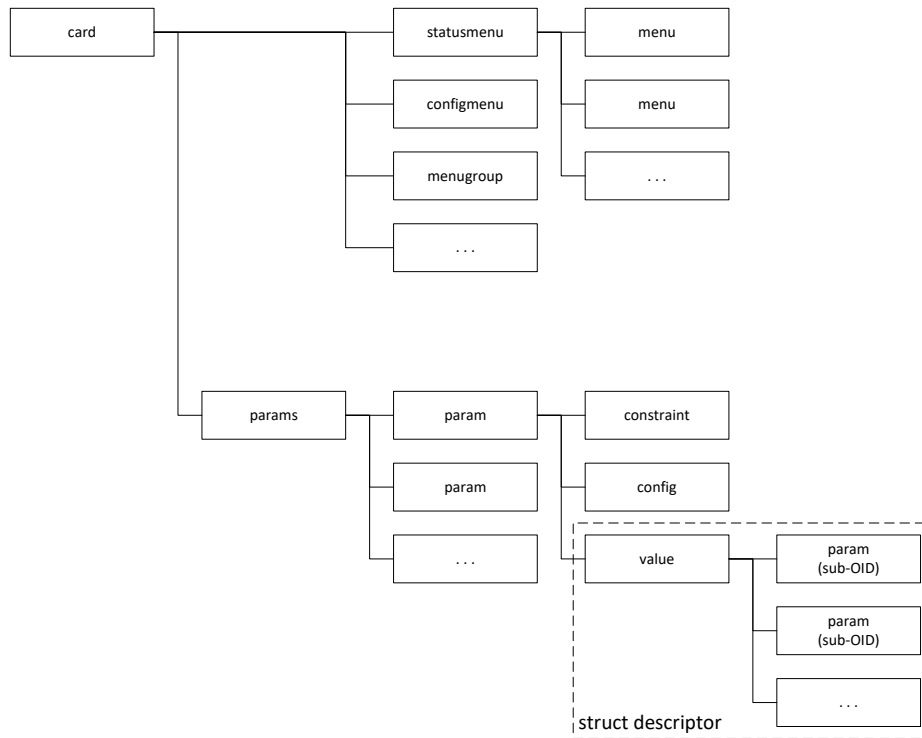 card
statusmenu
menu
configmenu
menu
menugroup
. . .
. . .
params
param
constraint
param
config
. . .
value
param
(sub-OID)
param
(sub-OID)
. . .
struct descriptor